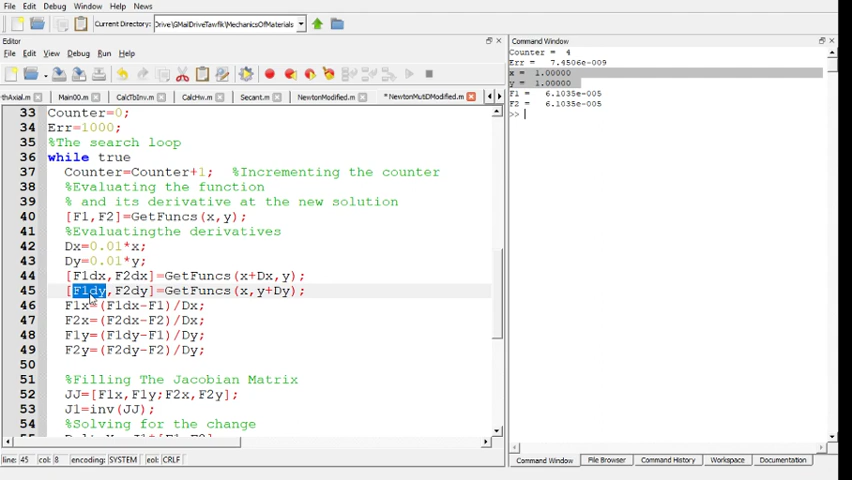 File Edit View Debug Window Help News
Current Directory: Drive\GMailDriveTawfik\MechanicsOfMaterials
Editor
File Edit View Debug Run Help
thAxial.m Main00.m CalcTbInv.m CalcHw.m Secant.m NewtonModified.m *NewtonMutiDModified.m
33 Counter=0;
34 Err=1000;
35 %The search loop
36 while true
37 Counter=Counter+1; %Incrementing the counter
38 %Evaluating the function
39 % and its derivative at the new solution
40 [F1,F2]=GetFuncs(x,y);
41 %Evaluatingthe derivatives
42 Dx=0.01*x;
43 Dy=0.01*y;
44 [F1dx,F2dx]=GetFuncs(x+Dx,y);
45 [F1dy,F2dy]=GetFuncs(x,y+Dy);
46 F1x=(F1dx-F1)/Dx;
47 F2x=(F2dx-F2)/Dx;
48 F1y=(F1dy-F1)/Dy;
49 F2y=(F2dy-F2)/Dy;
50
51 %Filling The Jacobian Matrix
52 JJ=[F1x,F1y;F2x,F2y];
53 J1=inv(JJ);
54 %Solving for the change
line: 45 col: 8 encoding: SYSTEM eol: CRLF
Command Window
Counter = 4
Err = 7.4506e-009
x = 1.00000
y = 1.00000
F1 = 6.1035e-005
F2 = 6.1035e-005
>>
Command Window File Browser Command History Workspace Documentation